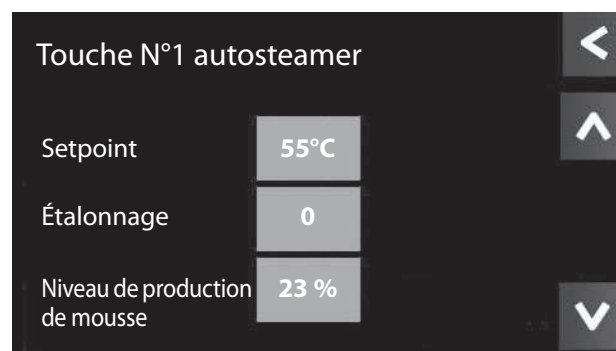 Touche N°1 autosteamer
Setpoint
55°C
Étalonnage
0
Niveau de production
de mousse
23 %